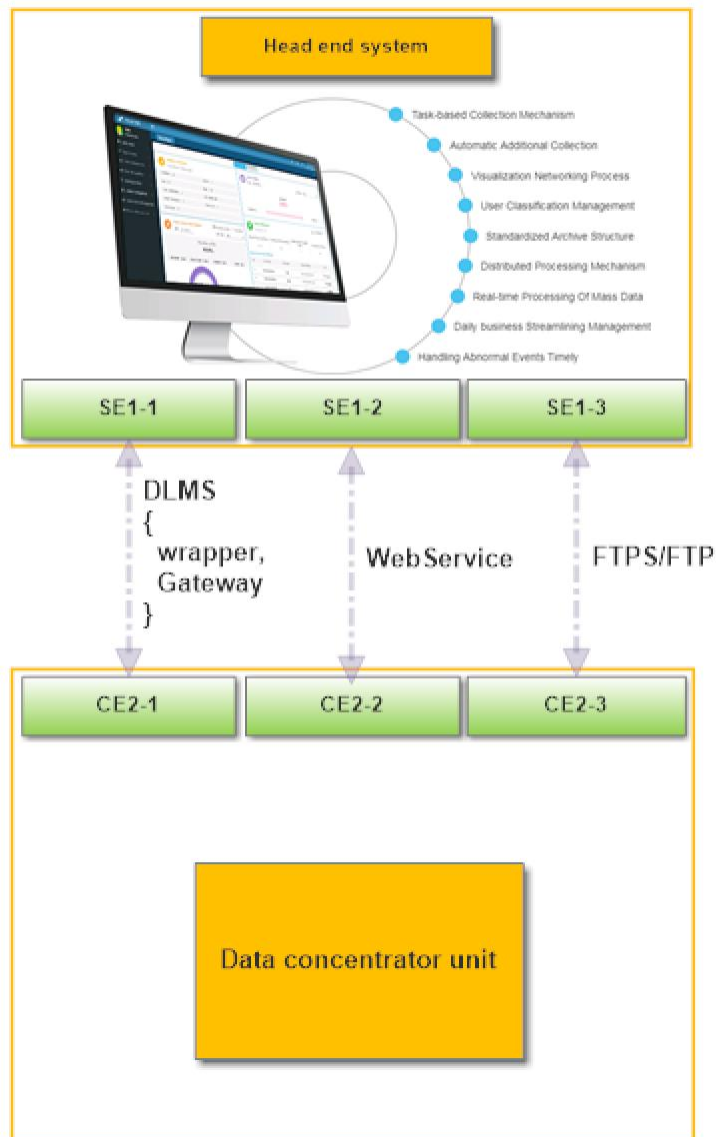 Head end system
Task-based Collection Mechanism
Automatic Additional Collection
Visualization Networking Process
User Classification Management
Standardized Archive Structure
Distributed Processing Mechanism
Real-time Processing Of Mass Data
Daily business Streamlining Management
Handling Abnormal Events Timely
SE1-1
SE1-2
SE1-3
DLMS
{
wrapper,
Gateway
}
WebService
FTPS/FTP
CE2-1
CE2-2
CE2-3
Data concentrator unit